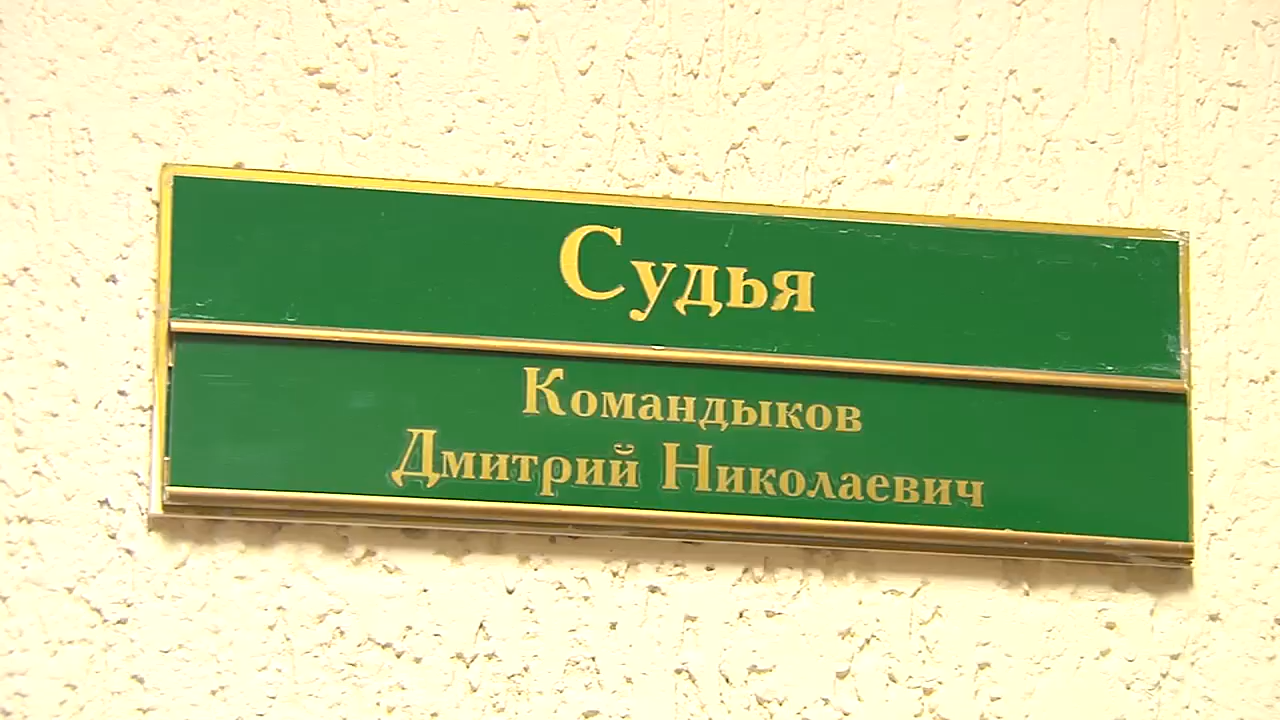 Судья
Командыков
Дмитрий Николаевич